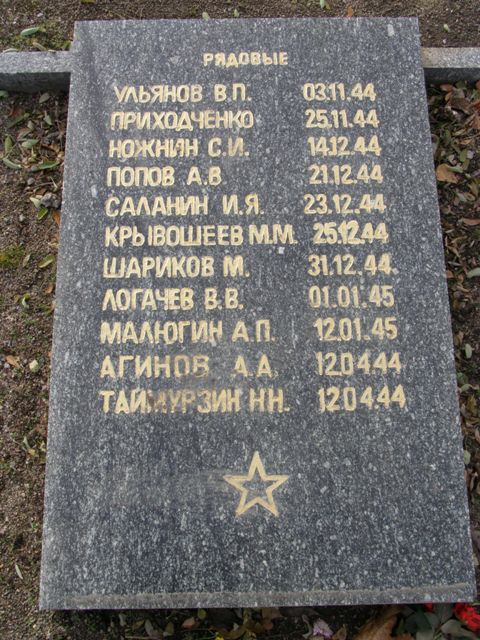 РЯДОВЫЕ
УЛЬЯНОВ В.П. 03.11.44
ПРИХОДЧЕНКО 25.11.44
НОЖНИН С.И. 14.12.44
ПОПОВ А.В 21.12.44
САЛАНИН И.Я. 23.12.44
КРЫВОШЕЕВ М.М. 25.12.44
ШАРИКОВ М. 31.12.44.
ЛОГАЧЕВ В.В. 01.01.45
МАЛЮГИН А.П. 12.01.45
АГИНОВ А.А. 12.04.44
ТАЙМУРЗИН Н.Н. 12.04.44